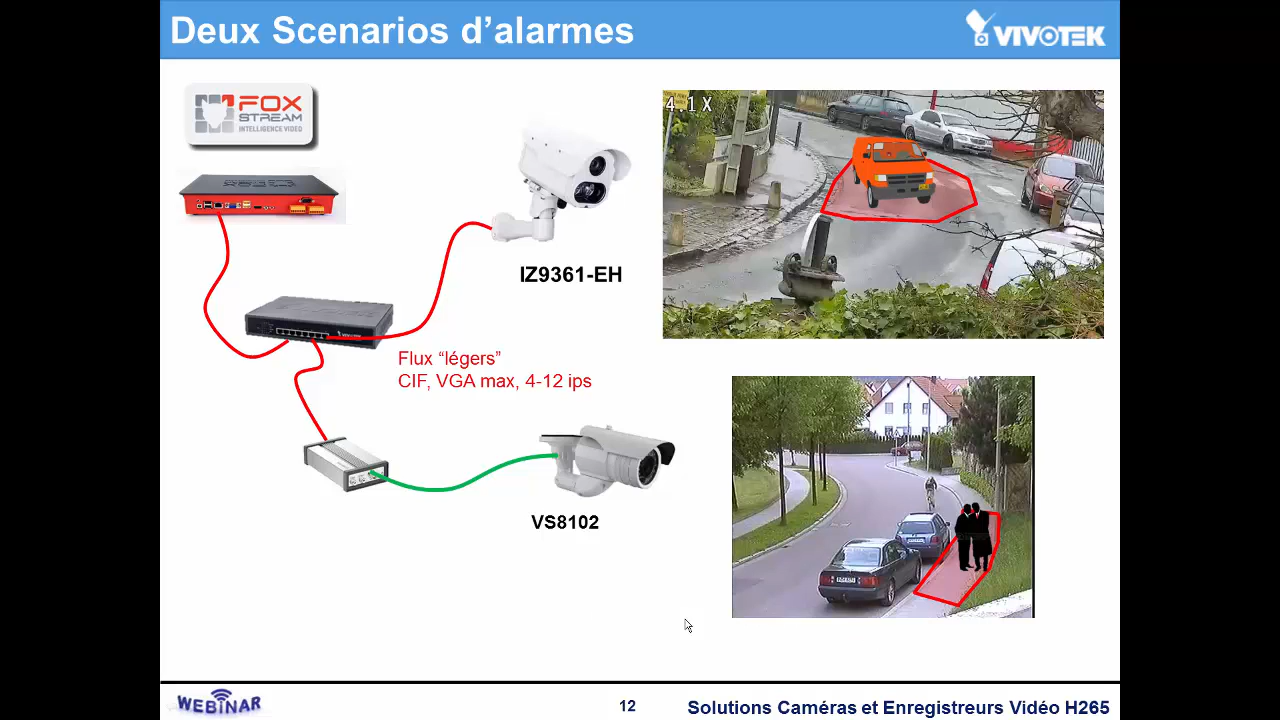 Deux Scenarios d’alarmes
VIVOTEK
FOX
STREAM
INTELLIGENCE VIDEO
4.1X
IZ9361-EH
Flux “légers”
CIF, VGA max, 4-12 ips
VS8102
WEBINAR
12
Solutions Caméras et Enregistreurs Vidéo H265